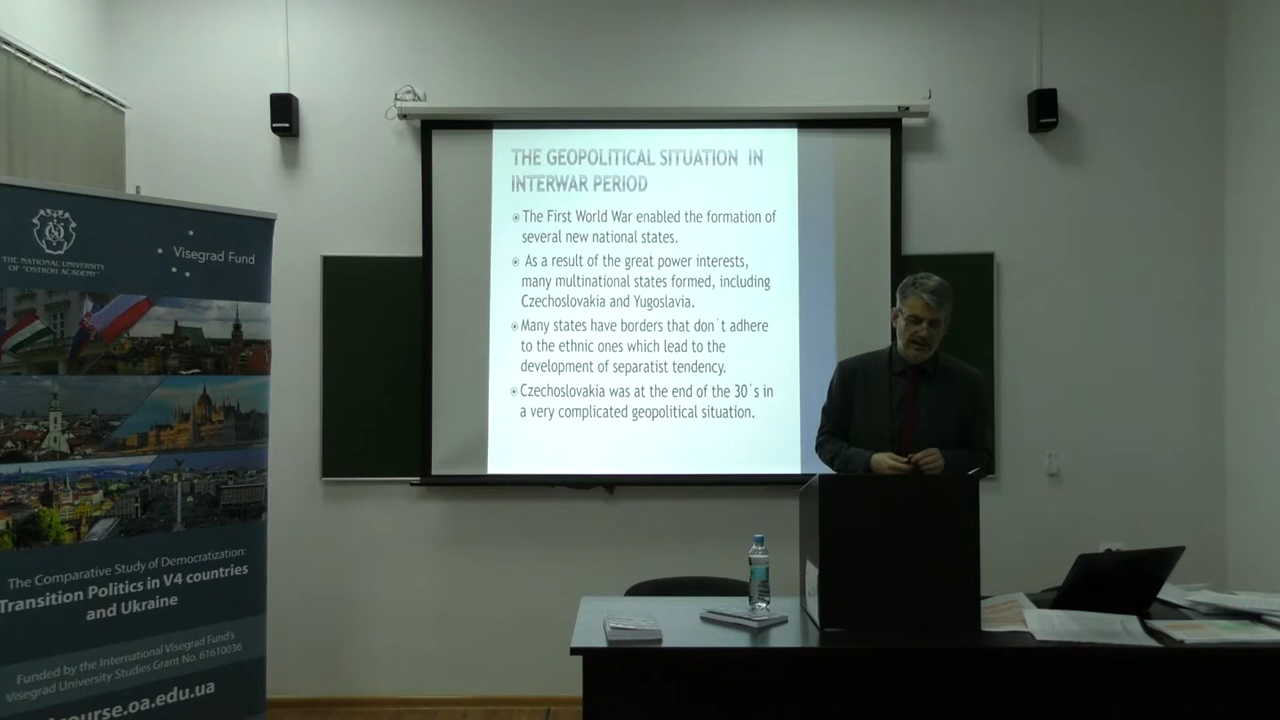 THE NATIONAL UNIVERSITY
OF "OSTROH ACADEMY"
Visegrad Fund
The Comparative Study of Democratization:
Transition Politics in V4 countries
and Ukraine
Funded by the International Visegrad Fund's
Visegrad University Studies Grant No. 61610036
course.oa.edu.ua
THE GEOPOLITICAL SITUATION IN
INTERWAR PERIOD
The First World War enabled the formation of
several new national states.
As a result of the great power interests,
many multinational states formed, including
Czechoslovakia and Yugoslavia.
Many states have borders that don´t adhere
to the ethnic ones which lead to the
development of separatist tendency.
Czechoslovakia was at the end of the 30´s in
a very complicated geopolitical situation.